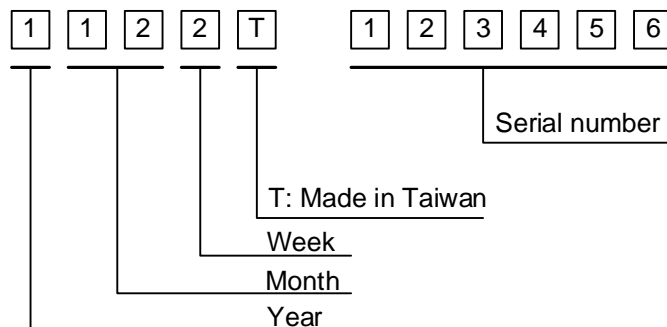 1 1 2 2 T 1 2 3 4 5 6
Serial number
T: Made in Taiwan
Week
Month
Year